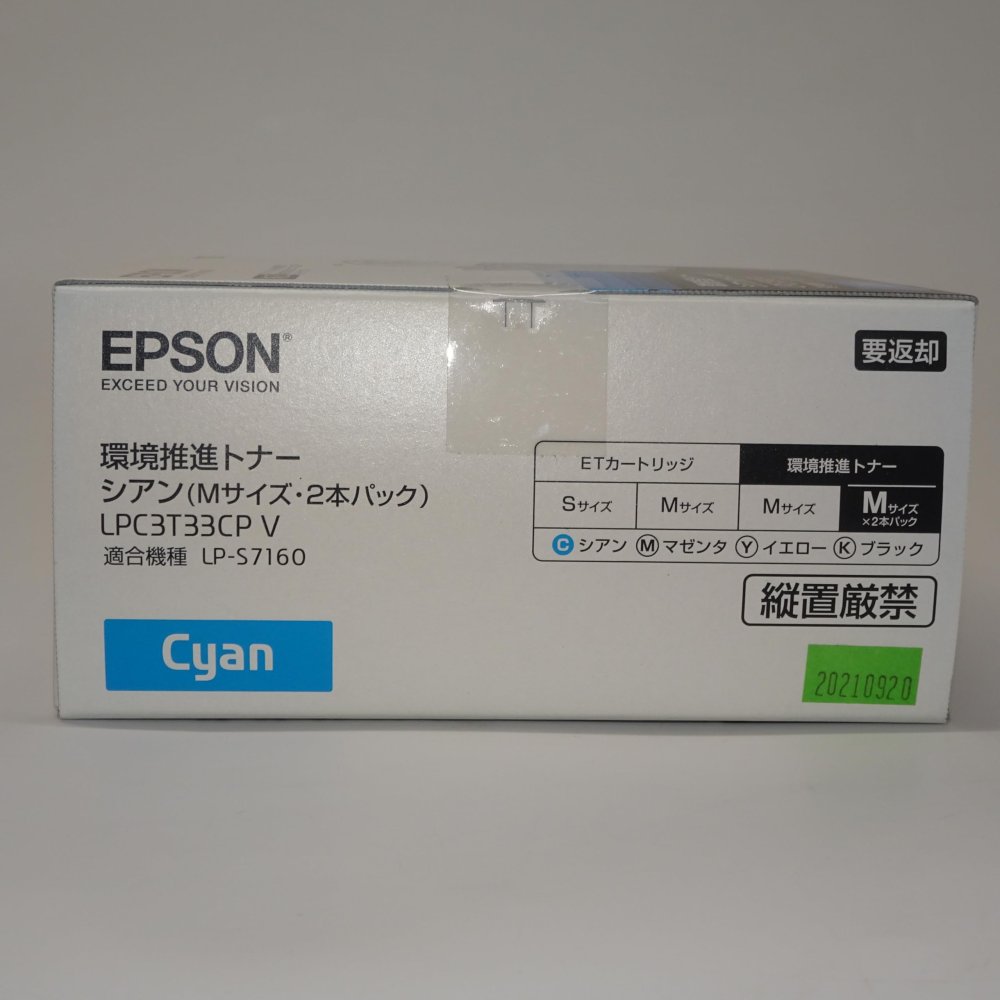 EPSON®
EXCEED YOUR VISION
要返却
環境推進トナー
シアン(Mサイズ・2本パック)
LPC3T33CP V
適合機種 LP-S7160
Cyan
ETカートリッジ 環境推進トナー
Sサイズ Mサイズ Mサイズ Mサイズ
×2本パック
C シアン M マゼンタ Y イエロー K ブラック
縦置厳禁
20210920